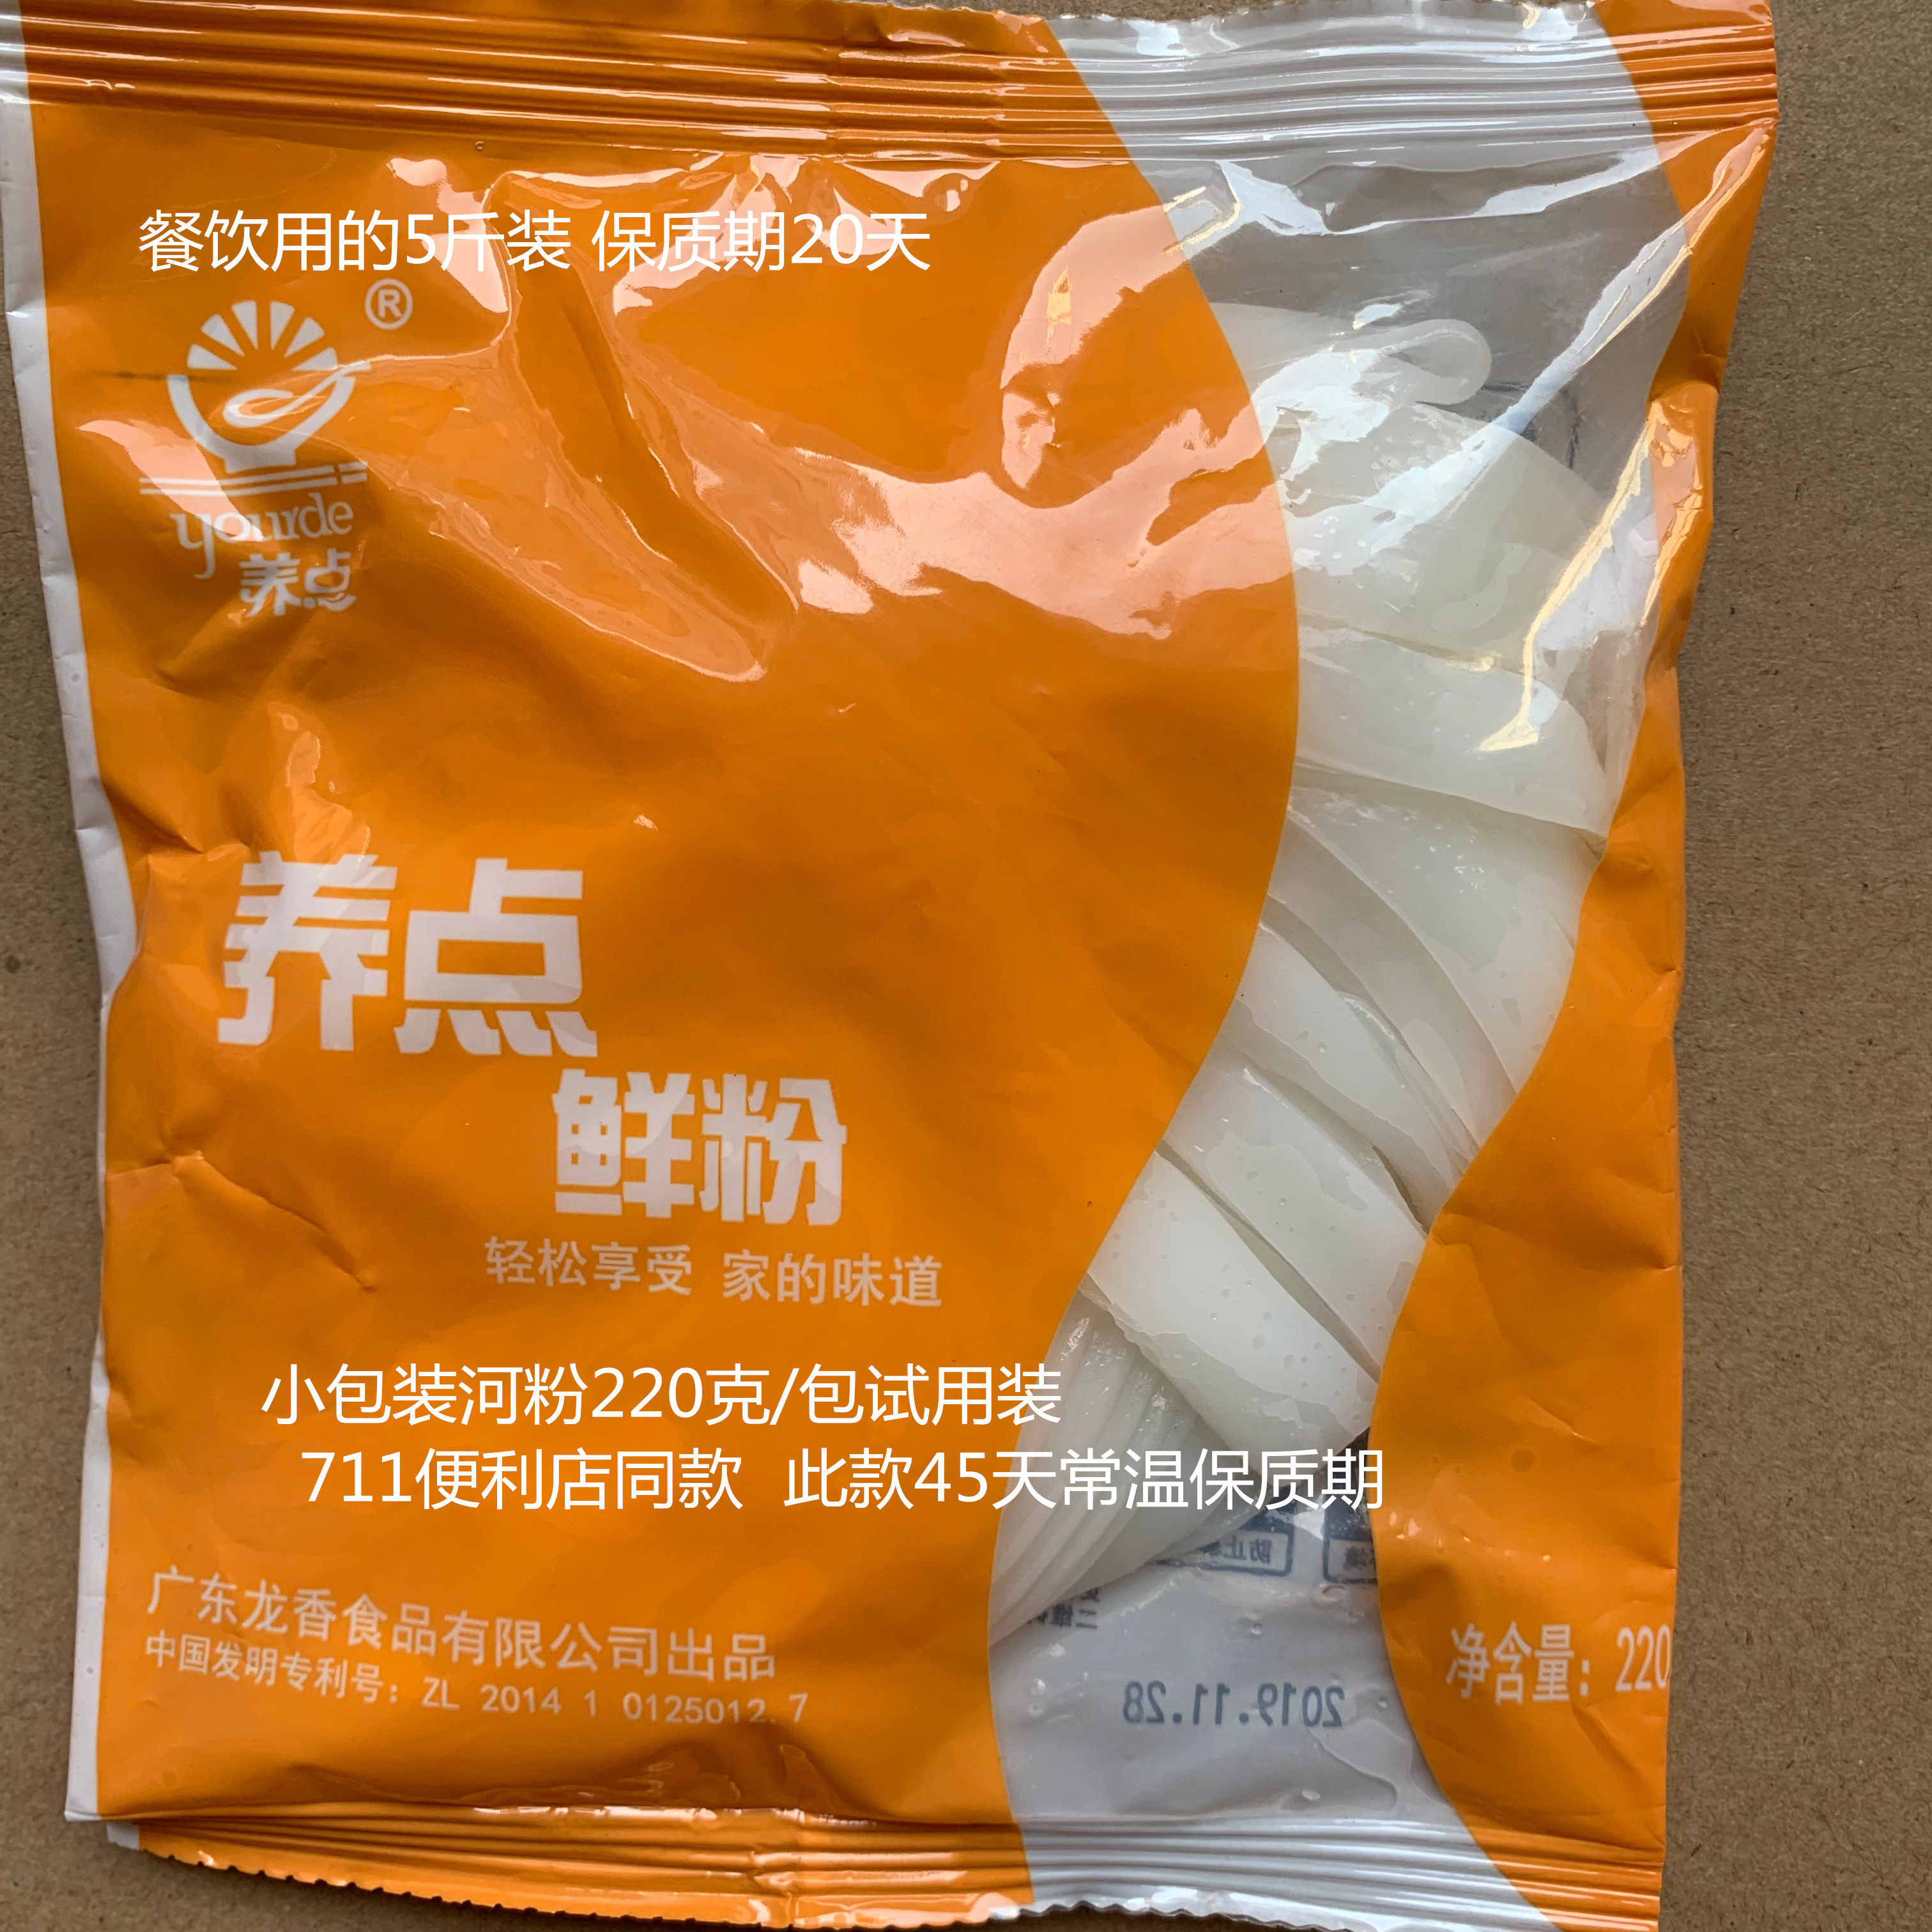 餐饮用的5斤装 保质期20天
®
yourde
养点
养点
鲜粉
轻松享受 家的味道
小包装河粉220克/包试用装
711便利店同款 此款45天常温保质期
防止
广东龙香食品有限公司出品
中国发明专利号：ZL 2014 1 0125012.7
净含量：220
2019.11.28